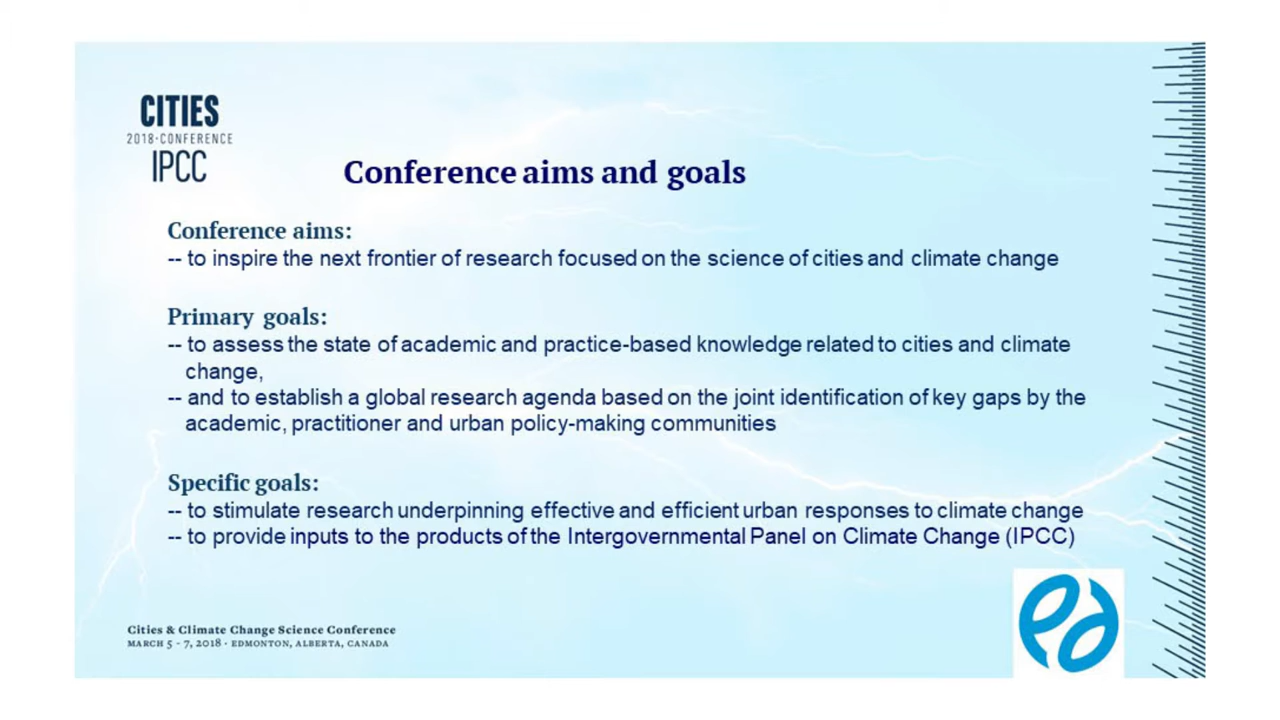 CITIES
2018·CONFERENCE
IPCC
Conference aims and goals
Conference aims:
-- to inspire the next frontier of research focused on the science of cities and climate change
Primary goals:
-- to assess the state of academic and practice-based knowledge related to cities and climate
change,
-- and to establish a global research agenda based on the joint identification of key gaps by the
academic, practitioner and urban policy-making communities
Specific goals:
-- to stimulate research underpinning effective and efficient urban responses to climate change
-- to provide inputs to the products of the Intergovernmental Panel on Climate Change (IPCC)
Cities & Climate Change Science Conference
MARCH 5 - 7, 2018 · EDMONTON, ALBERTA, CANADA